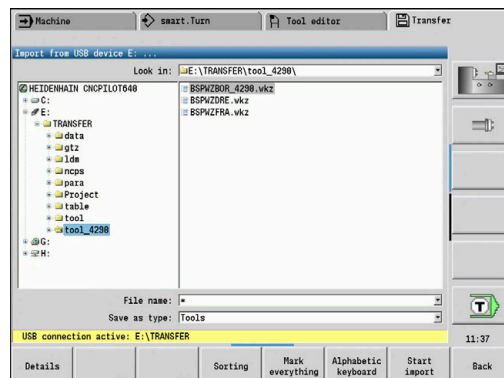 Machine
smart.Turn
Tool editor
Transfer
Import from USB device E: ...
Look in: E:\TRANSFER\tool_4290\
HEIDENHAIN CNCPILOT640
C:
E:
TRANSFER
data
gtz
ldm
ncps
para
Project
table
tool
tool_4290
G:
H:
BSPWZBOR_4290.wkz
BSPWZDRE.wkz
BSPWZFRA.wkz
File name: *
Save as type: Tools
USB connection active: E:\TRANSFER
T
11:37
Details
Sorting
Mark everything
Alphabetic keyboard
Start import
Back